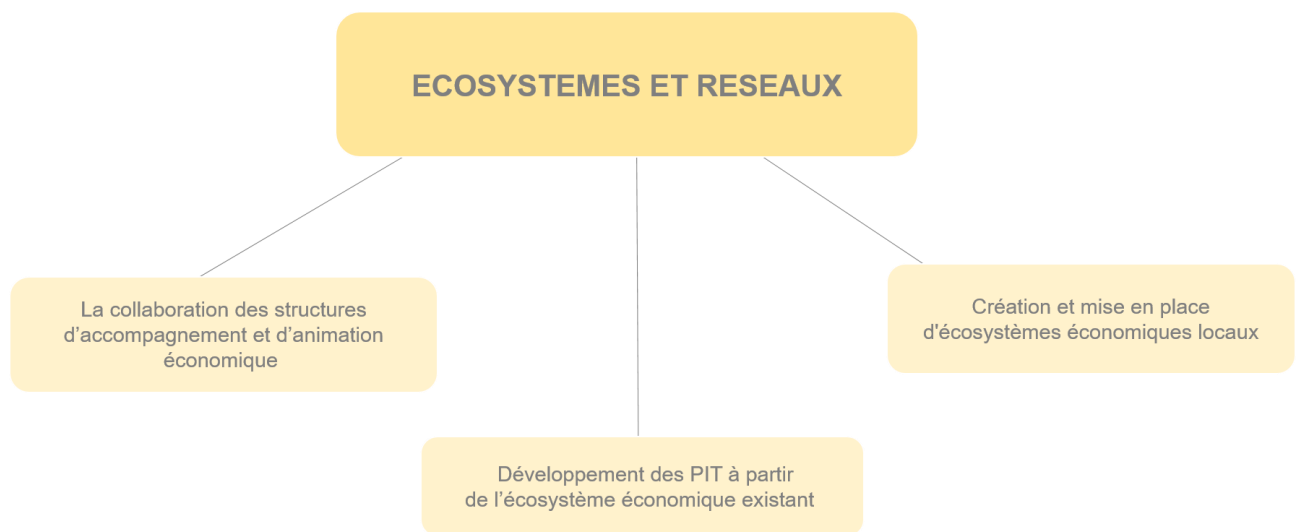 ECOSYSTEMES ET RESEAUX
La collaboration des structures
d’accompagnement et d’animation
économique
Création et mise en place
d'écosystèmes économiques locaux
Développement des PIT à partir
de l’écosystème économique existant